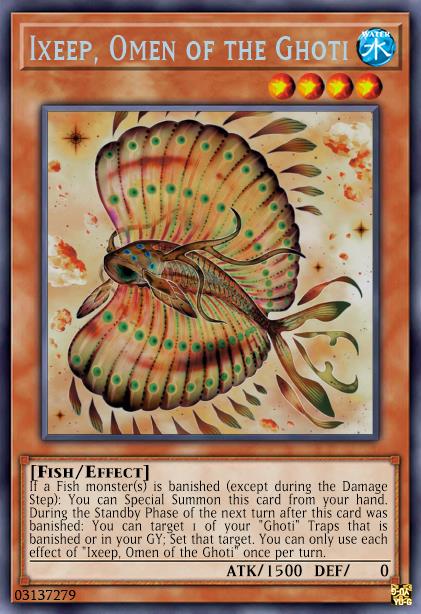 Ixeep, Omen of the Ghoti
WATER
水
[Fish/Effect]
If a Fish monster(s) is banished (except during the Damage
Step): You can Special Summon this card from your hand.
During the Standby Phase of the next turn after this card was
banished: You can target 1 of your "Ghoti" Traps that is
banished or in your GY; Set that target. You can only use each
effect of "Ixeep, Omen of the Ghoti" once per turn.
ATK/1500 DEF/ 0
03137279